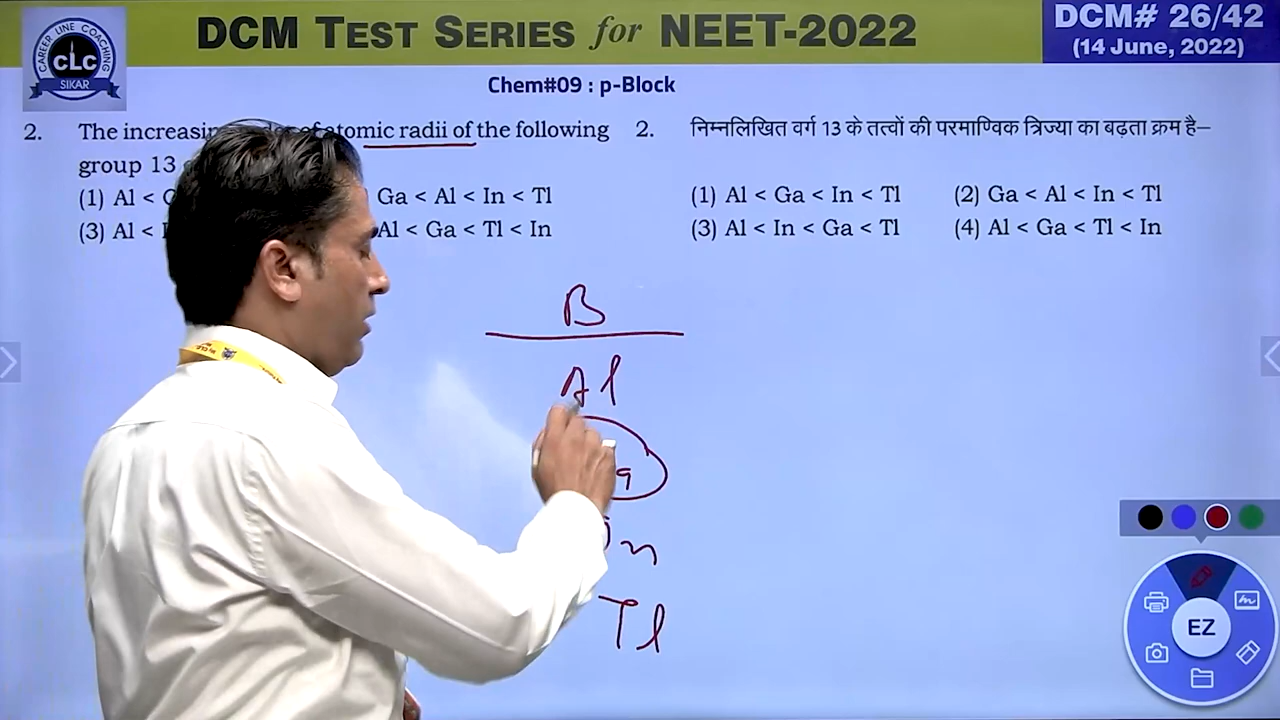 DCM TEST SERIES for NEET-2022
DCM# 26/42
(14 June, 2022)
CAREER LINE COACHING
CLC
SIKAR
Chem#09 : p-Block
2. The increasing of atomic radii of the following
group 13
(1) Al < Ga < Al < In < Tl
(3) Al < Al < Ga < Tl < In
2. निम्नलिखित वर्ग 13 के तत्वों की परमाण्विक त्रिज्या का बढ़ता क्रम है–
(1) Al < Ga < In < Tl (2) Ga < Al < In < Tl
(3) Al < In < Ga < Tl (4) Al < Ga < Tl < In
B
Al
In
Tl
EZ